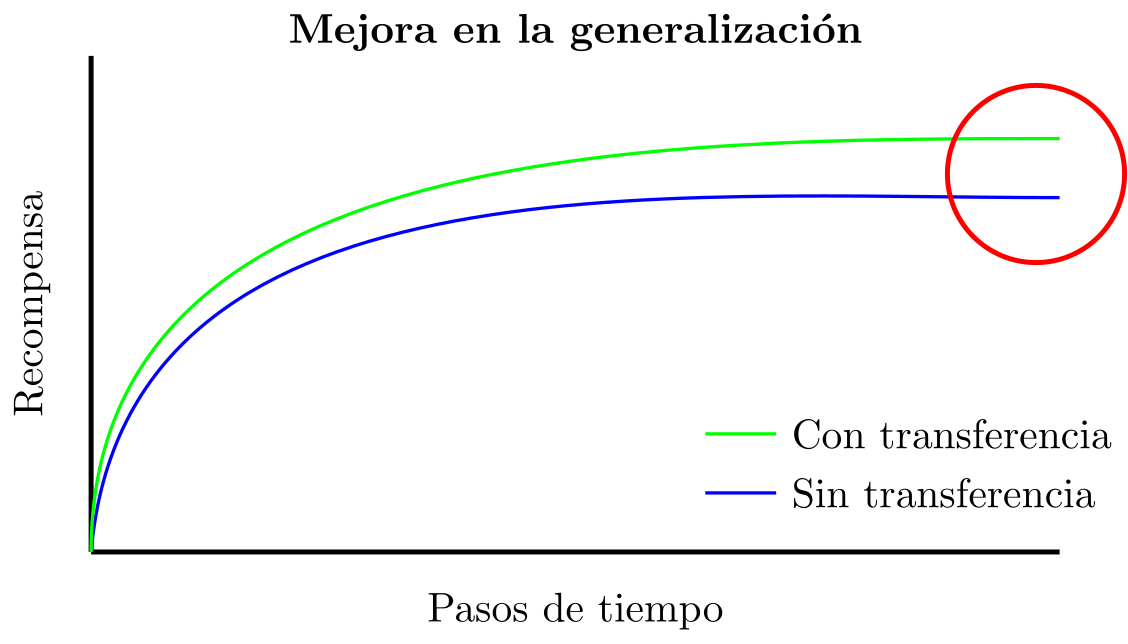 Mejora en la generalización
Recompensa
Con transferencia
Sin transferencia
Pasos de tiempo